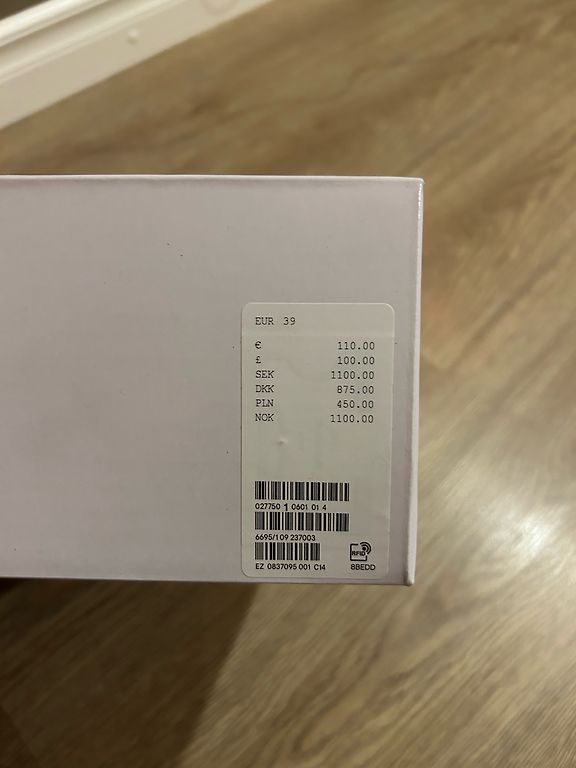 EUR 39
€ 110.00
£ 100.00
SEK 1100.00
DKK 875.00
PLN 450.00
NOK 1100.00
027750 1 0601 01 4
6695/109 237003
RFID
EZ 0837095 001 C14 8BEDD